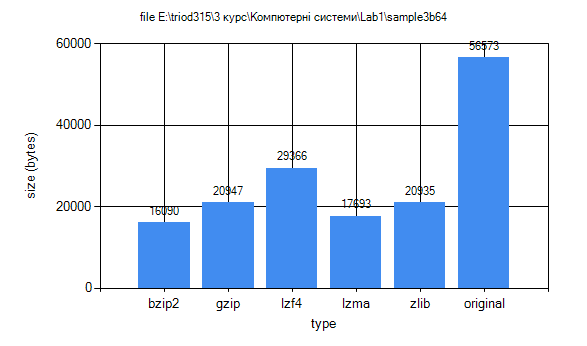 file E:\triod315\3 курс\Компютерні системи\Lab1\sample3b64
60000
56573
40000
29366
20947
20935
20000
17693
16090
0
bzip2 gzip lzf4 lzma zlib original
type
size (bytes)